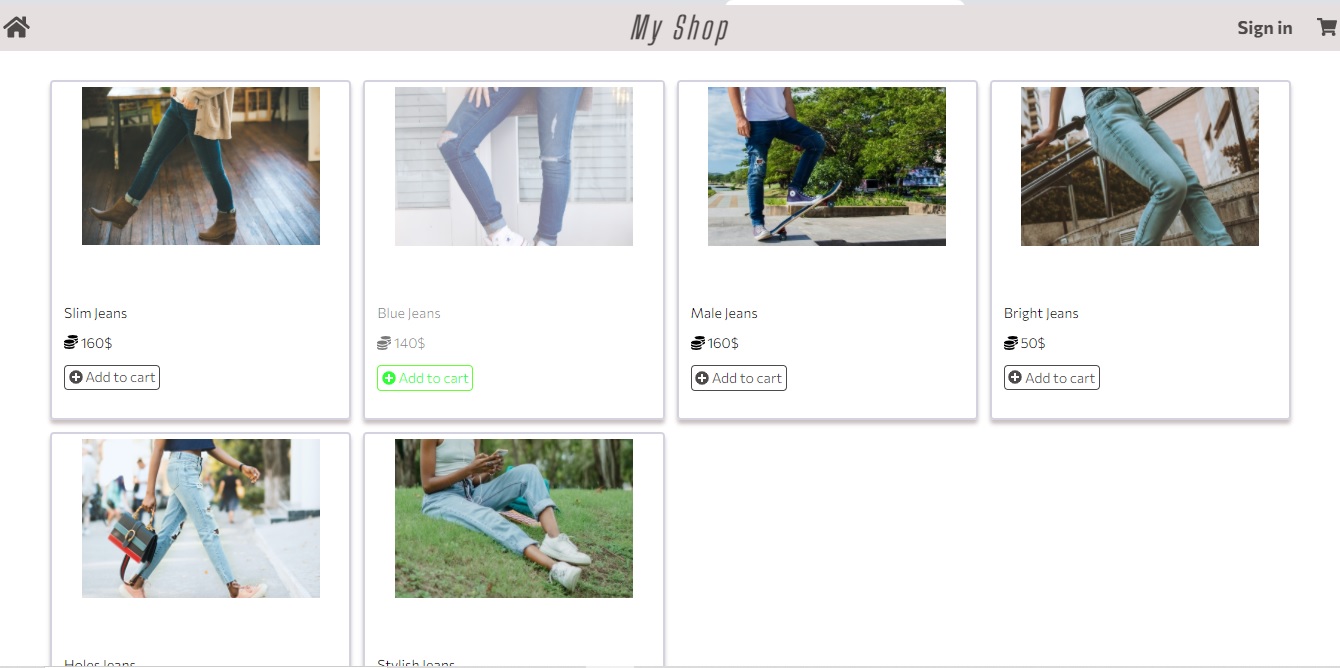 My Shop
Sign in
Slim Jeans
160$
Add to cart
Blue Jeans
140$
Add to cart
Male Jeans
160$
Add to cart
Bright Jeans
50$
Add to cart
Holes Jeans
Stylish Jeans